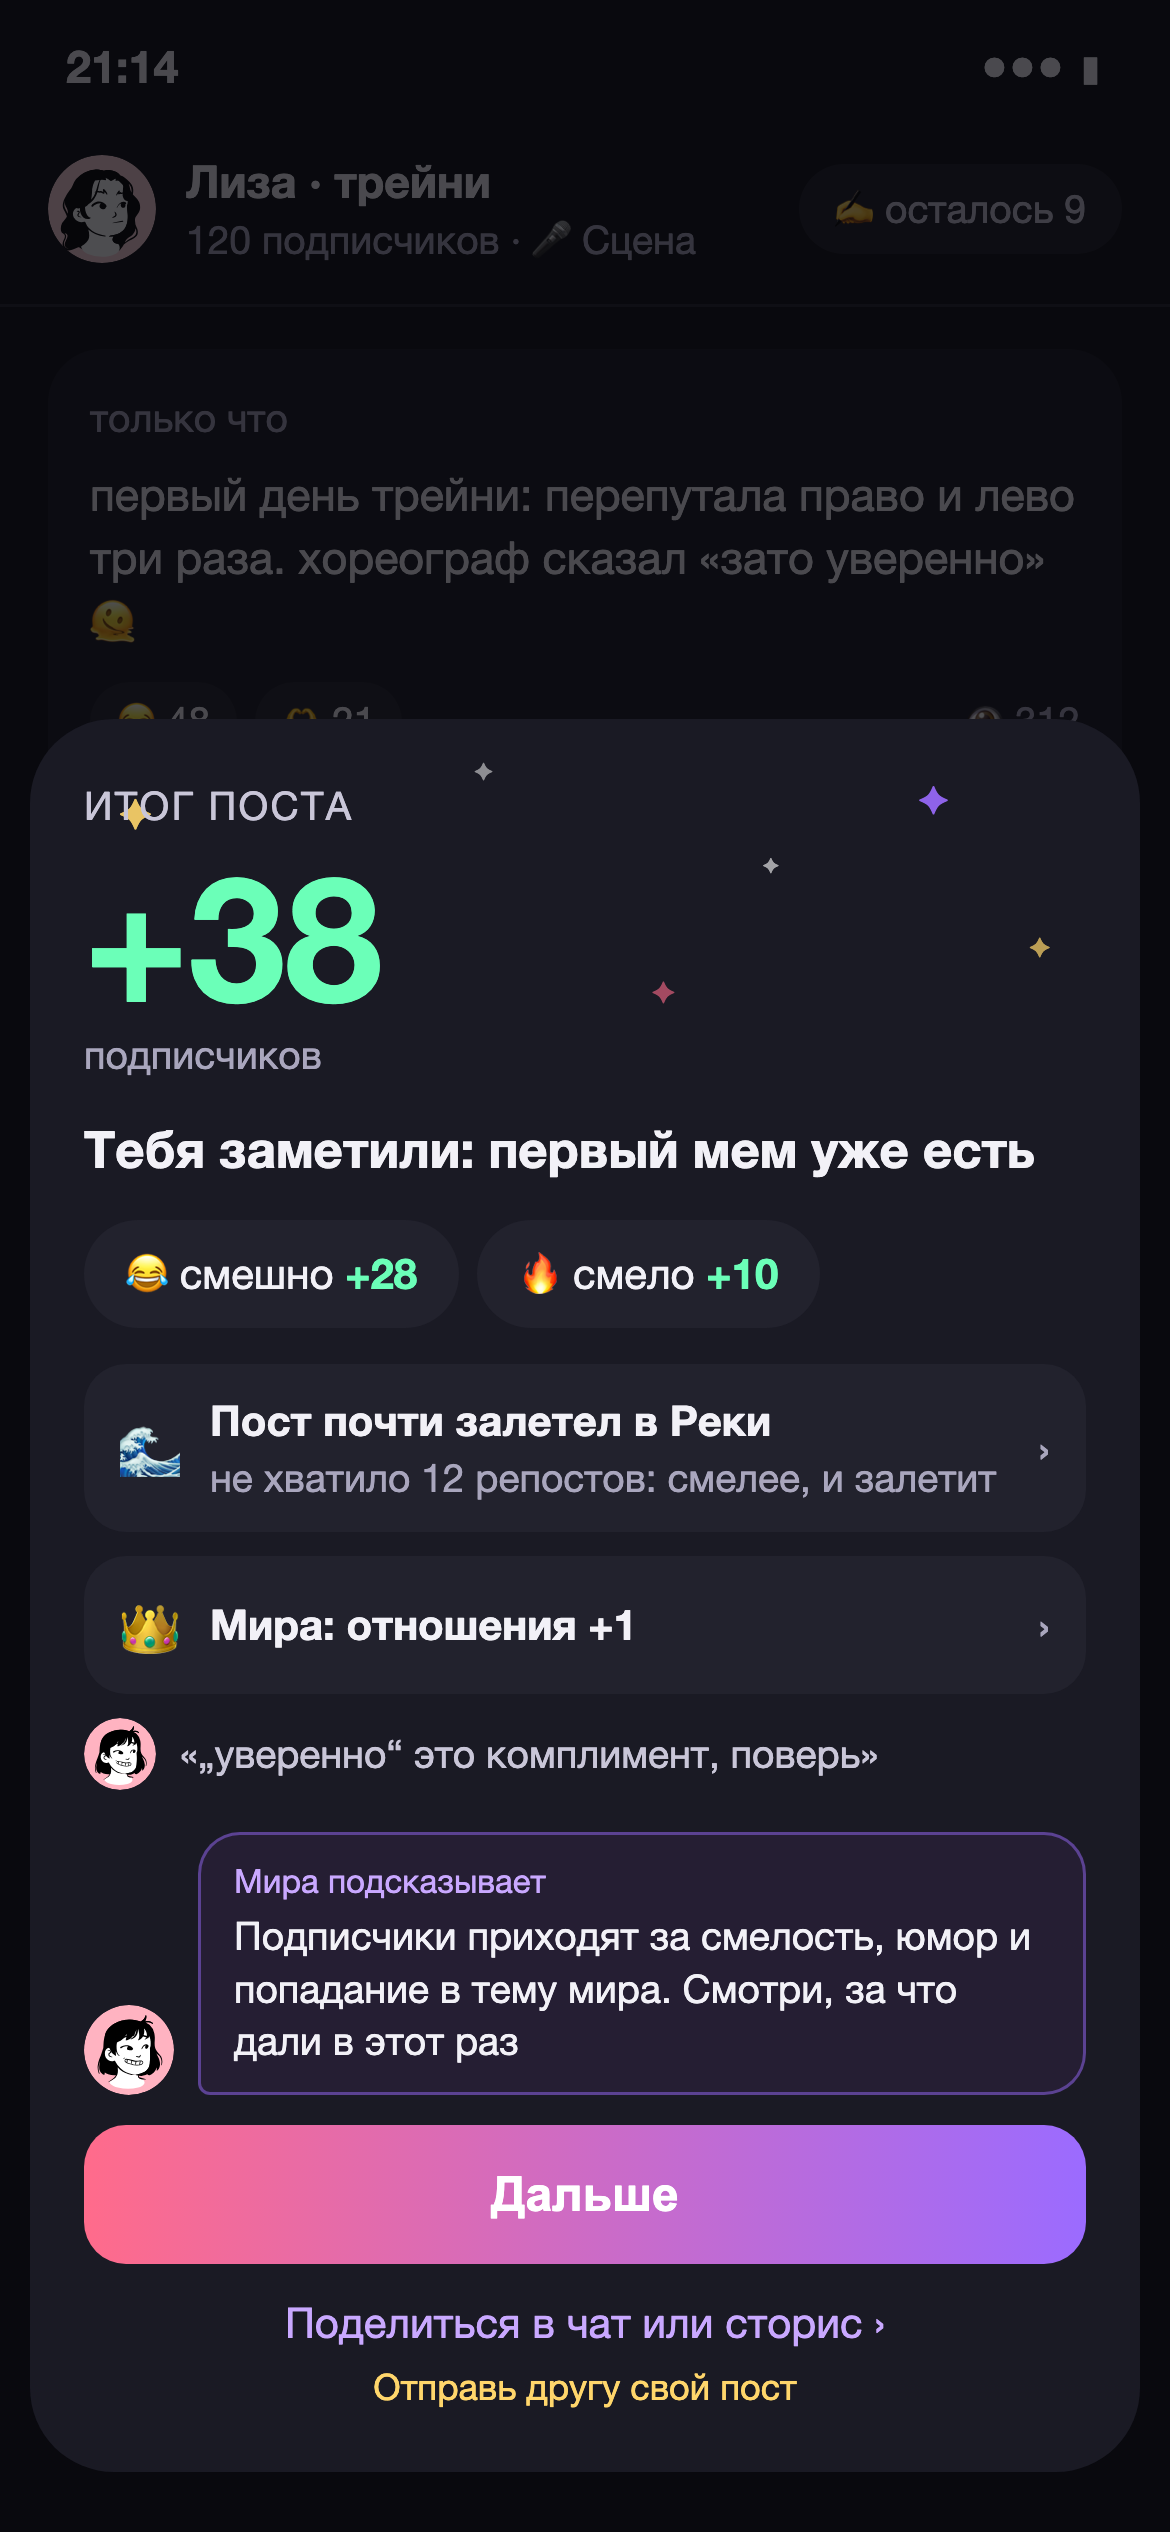 21:14
Лиза · трейни
120 подписчиков · 🎤 Сцена
✍️ осталось 9
только что
первый день трейни: перепутала право и лево
три раза. хореограф сказал «зато уверенно»
🫠
😂 48 🫶 21 👁 312
ИТОГ ПОСТА
+38
подписчиков
Тебя заметили: первый мем уже есть
😂 смешно +28
🔥 смело +10
🌊 Пост почти залетел в Реки ›
не хватило 12 репостов: смелее, и залетит
👑 Мира: отношения +1 ›
«„уверенно“ это комплимент, поверь»
Мира подсказывает
Подписчики приходят за смелость, юмор и
попадание в тему мира. Смотри, за что
дали в этот раз
Дальше
Поделиться в чат или сторис ›
Отправь другу свой пост